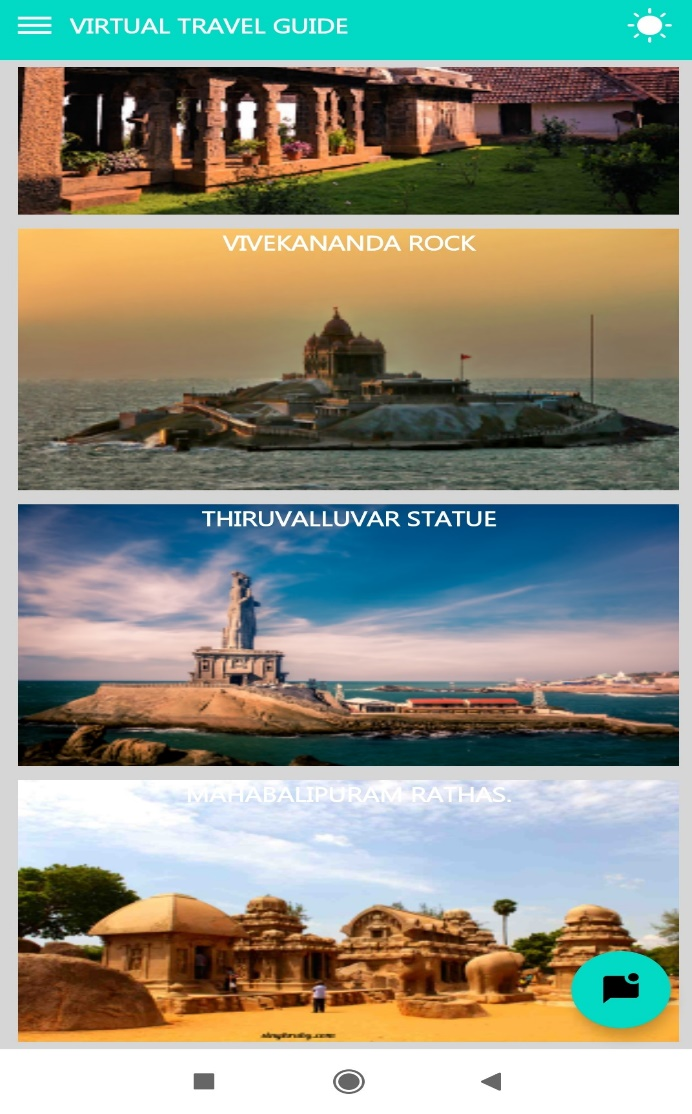 VIRTUAL TRAVEL GUIDE
VIVEKANANDA ROCK
THIRUVALLUVAR STATUE
MAHABALIPURAM RATHAS.